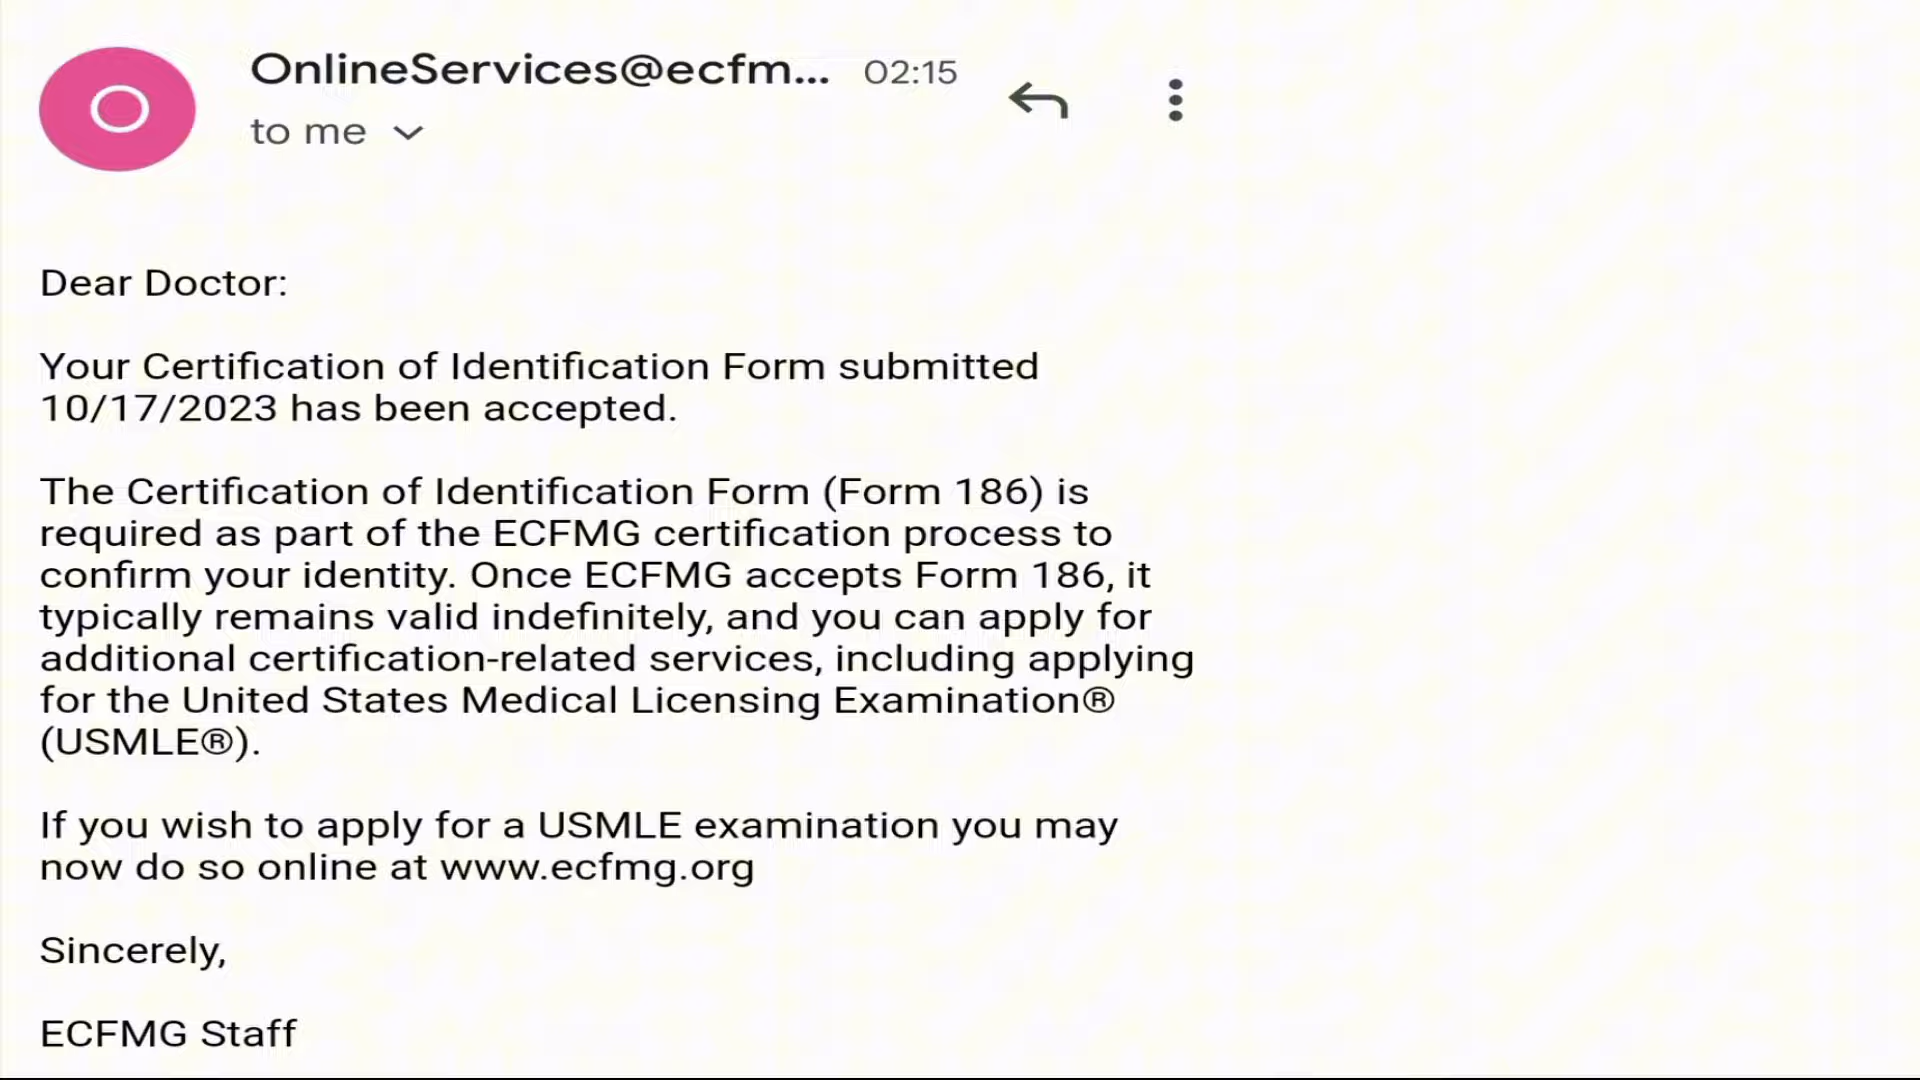 OnlineServices@ecfm... 02:15
to me
O
Dear Doctor:
Your Certification of Identification Form submitted
10/17/2023 has been accepted.
The Certification of Identification Form (Form 186) is
required as part of the ECFMG certification process to
confirm your identity. Once ECFMG accepts Form 186, it
typically remains valid indefinitely, and you can apply for
additional certification-related services, including applying
for the United States Medical Licensing Examination®
(USMLE®).
If you wish to apply for a USMLE examination you may
now do so online at www.ecfmg.org
Sincerely,
ECFMG Staff